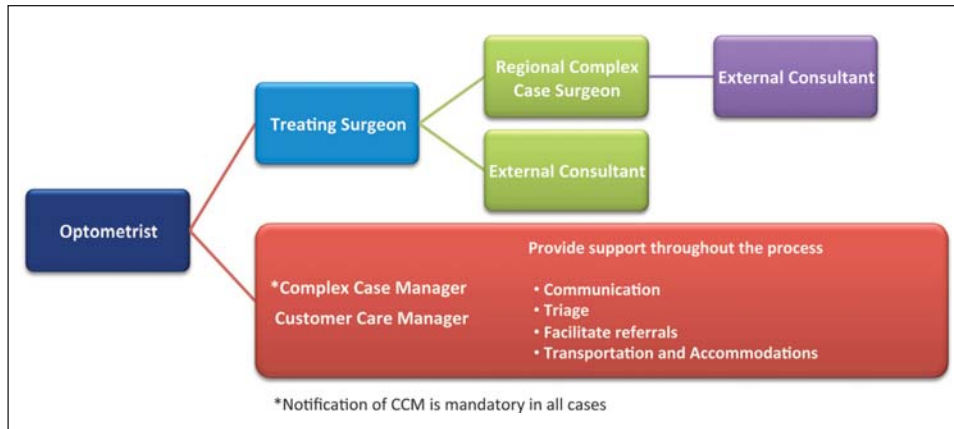 Regional Complex
Case Surgeon
External Consultant
Treating Surgeon
External Consultant
Optometrist
Provide support throughout the process
*Complex Case Manager
Customer Care Manager
• Communication
• Triage
• Facilitate referrals
• Transportation and Accommodations
*Notification of CCM is mandatory in all cases